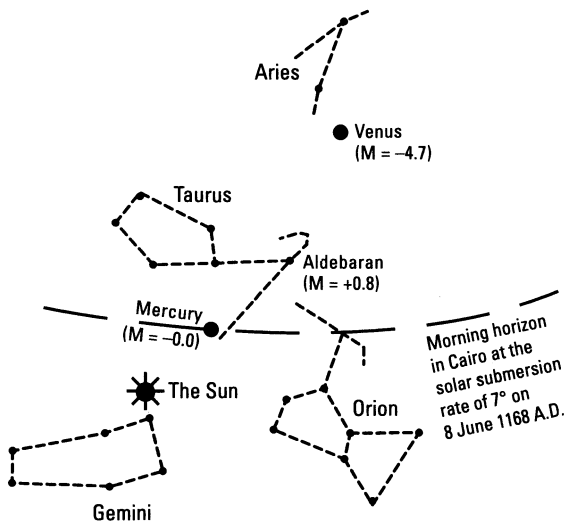 Aries
Venus
(M = –4.7)
Taurus
Aldebaran
(M = +0.8)
Mercury
(M = –0.0)
Morning horizon
in Cairo at the
solar submersion
rate of 7° on
8 June 1168 A.D.
The Sun
Orion
Gemini